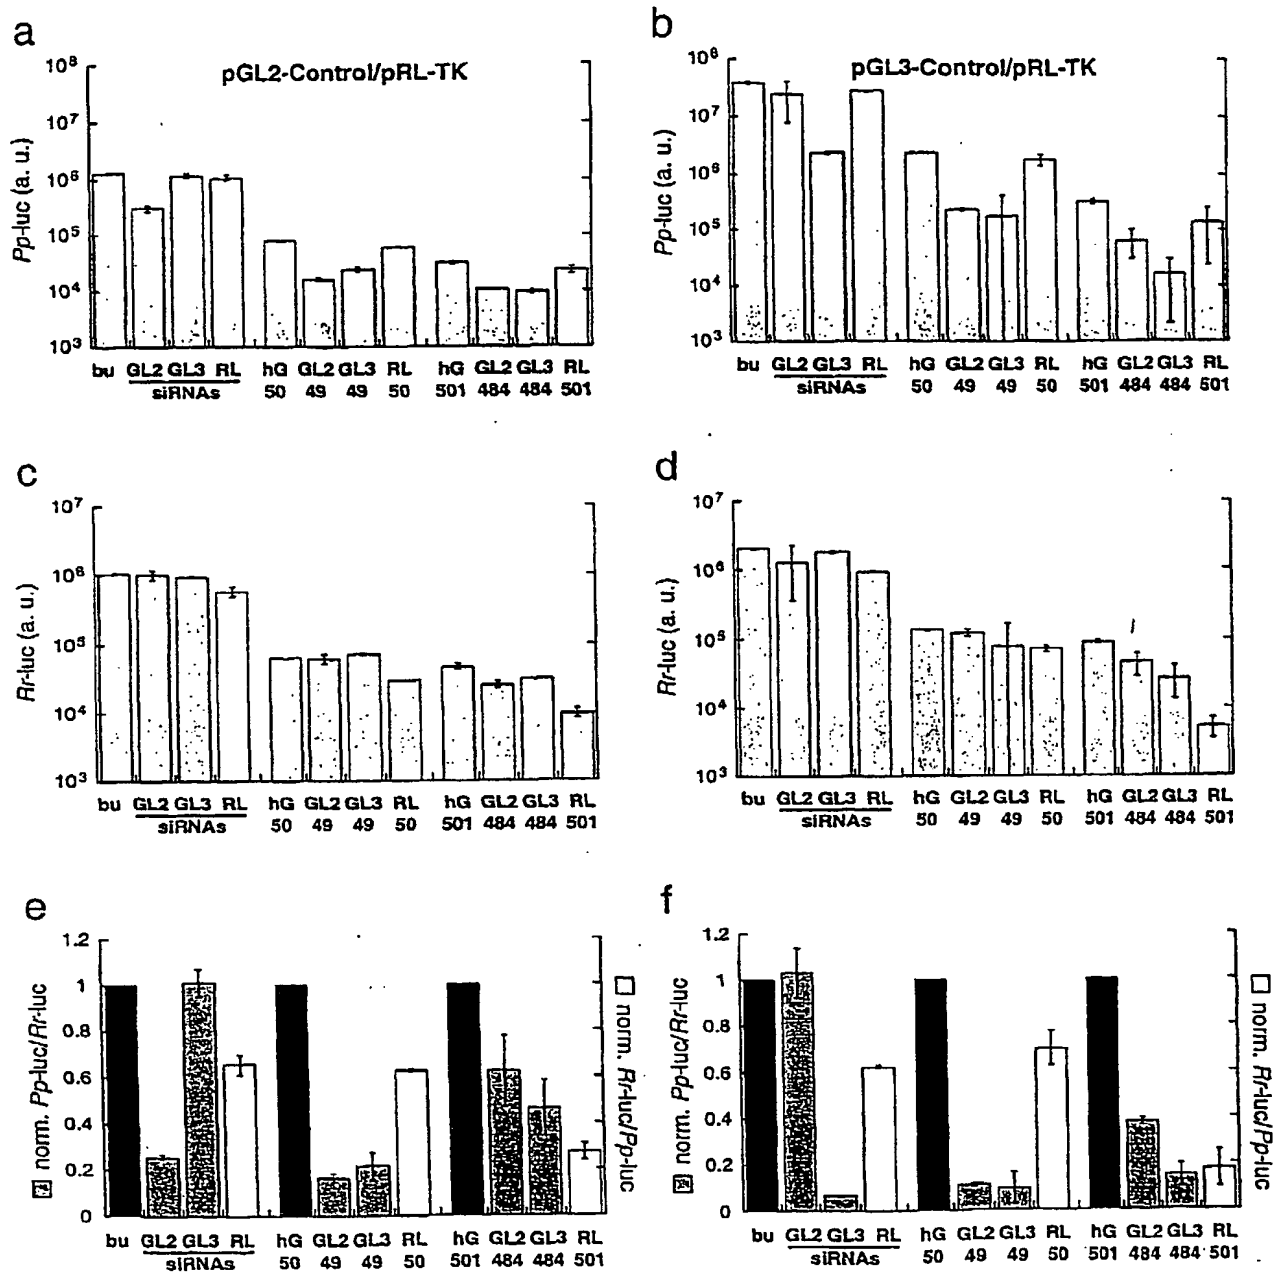 a
pGL2-Control/pRL-TK
Pp-luc (a. u.)
10⁸
10⁷
10⁶
10⁵
10⁴
10³
bu GL2 GL3 RL hG GL2 GL3 RL hG GL2 GL3 RL
siRNAs 50 49 49 50 501 484 484 501
b
pGL3-Control/pRL-TK
Pp-luc (a. u.)
10⁸
10⁷
10⁶
10⁵
10⁴
10³
bu GL2 GL3 RL hG GL2 GL3 RL hG GL2 GL3 RL
siRNAs 50 49 49 50 501 484 484 501
c
Rr-luc (a. u.)
10⁷
10⁶
10⁵
10⁴
10³
bu GL2 GL3 RL hG GL2 GL3 RL hG GL2 GL3 RL
siRNAs 50 49 49 50 501 484 484 501
d
Rr-luc (a. u.)
10⁷
10⁶
10⁵
10⁴
10³
bu GL2 GL3 RL hG GL2 GL3 RL hG GL2 GL3 RL
siRNAs 50 49 49 50 501 484 484 501
e
norm. Pp-luc/Rr-luc
1.2
1
0.8
0.6
0.4
0.2
0
norm. Rr-luc/Pp-luc
bu GL2 GL3 RL hG GL2 GL3 RL hG GL2 GL3 RL
siRNAs 50 49 49 50 501 484 484 501
f
norm. Pp-luc/Rr-luc
1.2
1
0.8
0.6
0.4
0.2
0
norm. Rr-luc/Pp-luc
bu GL2 GL3 RL hG GL2 GL3 RL hG GL2 GL3 RL
siRNAs 50 49 49 50 501 484 484 501